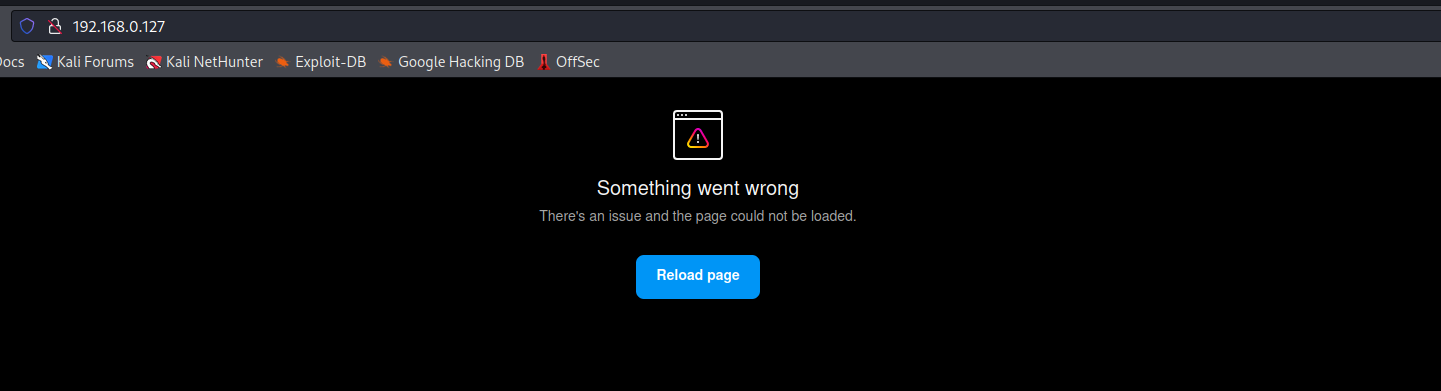 192.168.0.127
Docs Kali Forums Kali NetHunter Exploit-DB Google Hacking DB OffSec
Something went wrong
There's an issue and the page could not be loaded.
Reload page